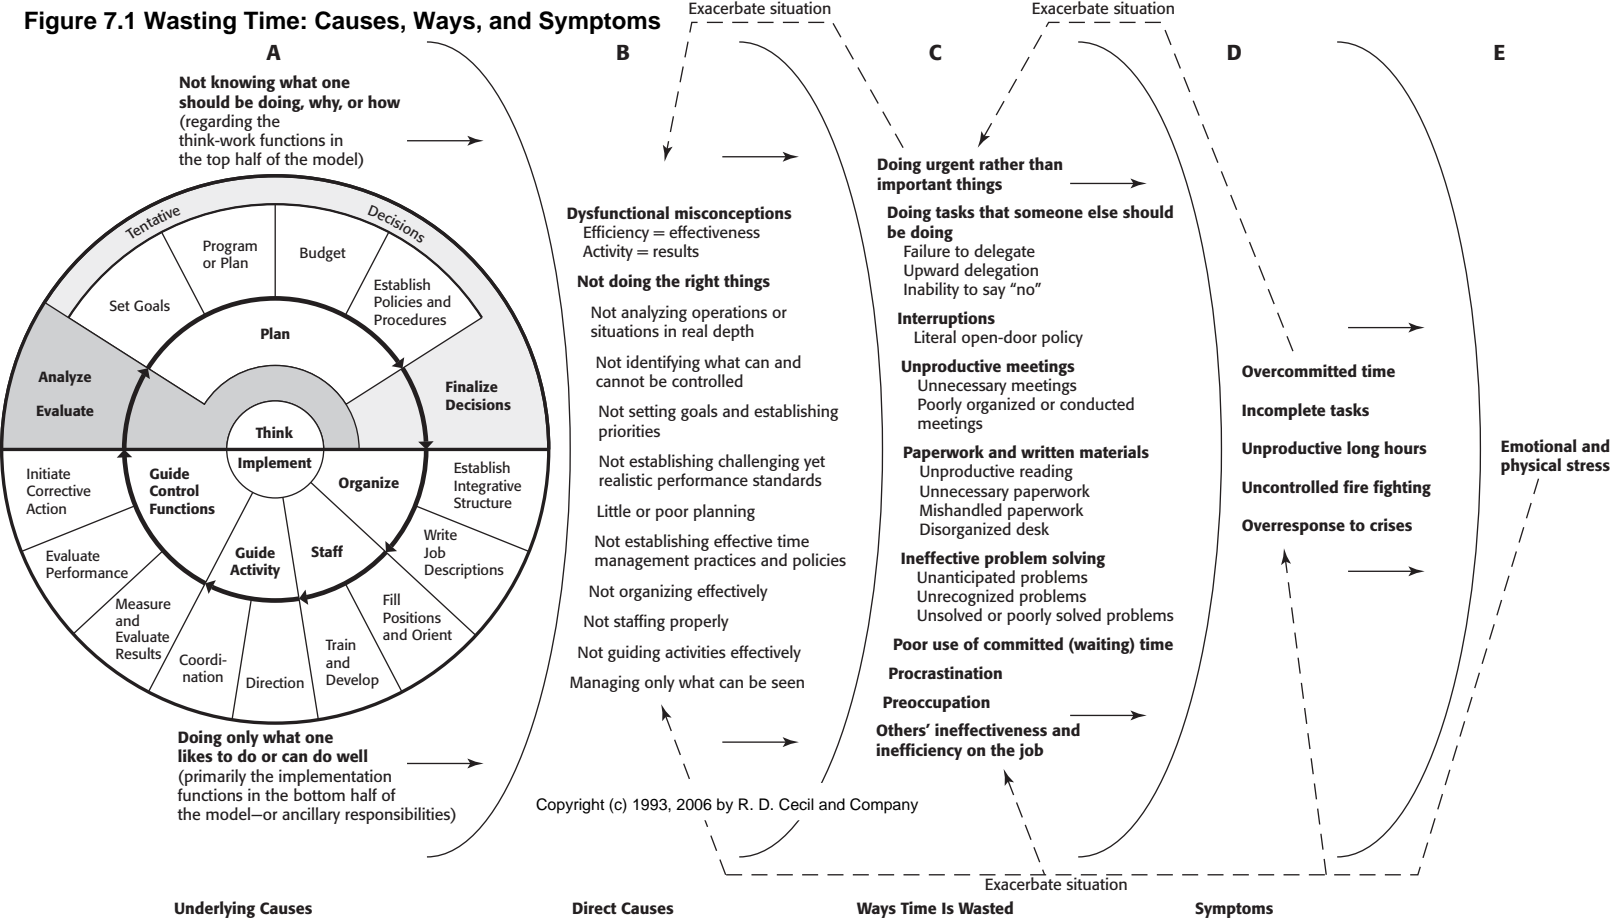 Figure 7.1 Wasting Time: Causes, Ways, and Symptoms
Exacerbate situation
Exacerbate situation
A
B
C
D
E
Not knowing what one
should be doing, why, or how
(regarding the
think-work functions in
the top half of the model)
Tentative
Decisions
Set Goals
Program
or Plan
Budget
Establish
Policies and
Procedures
Plan
Analyze
Evaluate
Finalize
Decisions
Think
Implement
Initiate
Corrective
Action
Guide
Control
Functions
Organize
Establish
Integrative
Structure
Evaluate
Performance
Guide
Activity
Staff
Write
Job
Descriptions
Measure
and
Evaluate
Results
Coordi-
nation
Direction
Train
and
Develop
Fill
Positions
and Orient
Doing only what one
likes to do or can do well
(primarily the implementation
functions in the bottom half of
the model—or ancillary responsibilities)
Dysfunctional misconceptions
Efficiency = effectiveness
Activity = results
Not doing the right things
Not analyzing operations or
situations in real depth
Not identifying what can and
cannot be controlled
Not setting goals and establishing
priorities
Not establishing challenging yet
realistic performance standards
Little or poor planning
Not establishing effective time
management practices and policies
Not organizing effectively
Not staffing properly
Not guiding activities effectively
Managing only what can be seen
Doing urgent rather than
important things
Doing tasks that someone else should
be doing
Failure to delegate
Upward delegation
Inability to say “no”
Interruptions
Literal open-door policy
Unproductive meetings
Unnecessary meetings
Poorly organized or conducted
meetings
Paperwork and written materials
Unproductive reading
Unnecessary paperwork
Mishandled paperwork
Disorganized desk
Ineffective problem solving
Unanticipated problems
Unrecognized problems
Unsolved or poorly solved problems
Poor use of committed (waiting) time
Procrastination
Preoccupation
Others’ ineffectiveness and
inefficiency on the job
Overcommitted time
Incomplete tasks
Unproductive long hours
Uncontrolled fire fighting
Overresponse to crises
Emotional and
physical stress
Copyright (c) 1993, 2006 by R. D. Cecil and Company
Exacerbate situation
Underlying Causes
Direct Causes
Ways Time Is Wasted
Symptoms